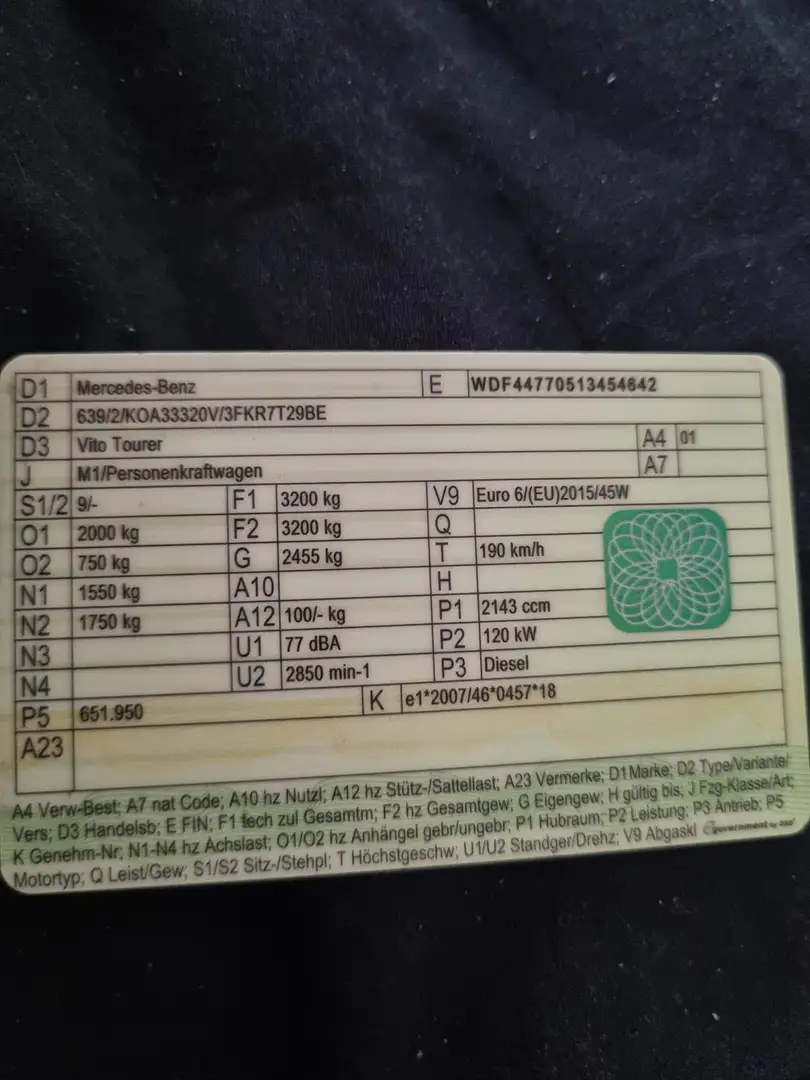 D1 Mercedes-Benz E WDF44770513454642
D2 639/2/KOA33320V/3FKR7T29BE
D3 Vito Tourer A4 01
J M1/Personenkraftwagen A7
S1/2 9/- F1 3200 kg V9 Euro 6/(EU)2015/45W
O1 2000 kg F2 3200 kg Q
O2 750 kg G 2455 kg T 190 km/h
N1 1550 kg A10 H
N2 1750 kg A12 100/- kg P1 2143 ccm
N3 U1 77 dBA P2 120 kW
N4 U2 2850 min-1 P3 Diesel
P5 651.950 K e1*2007/46*0457*18
A23
A4 Verw-Best; A7 nat Code; A10 hz Nutzl; A12 hz Stütz-/Sattellast; A23 Vermerke; D1 Marke; D2 Type/Variante/
Vers; D3 Handelsb; E FIN; F1 tech zul Gesamtm; F2 hz Gesamtgew; G Eigengew; H gültig bis; J Fzg-Klasse/Art;
K Genehm-Nr; N1-N4 hz Achslast; O1/O2 hz Anhängel gebr/ungebr; P1 Hubraum; P2 Leistung; P3 Antrieb; P5
Motortyp; Q Leist/Gew; S1/S2 Sitz-/Stehpl; T Höchstgeschw; U1/U2 Standger/Drehz; V9 Abgaskl government by